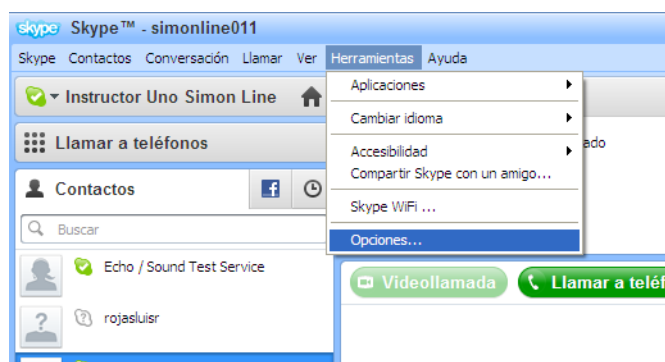 skype Skype™ - simonline011
Skype Contactos Conversación Llamar Ver Herramientas Ayuda
Instructor Uno Simon Line
Aplicaciones
Cambiar idioma
Llamar a teléfonos
ado
Accesibilidad
Compartir Skype con un amigo...
Contactos
Skype WiFi ...
Buscar
Opciones...
Echo / Sound Test Service
Videollamada Llamar a teléf
rojasluisr